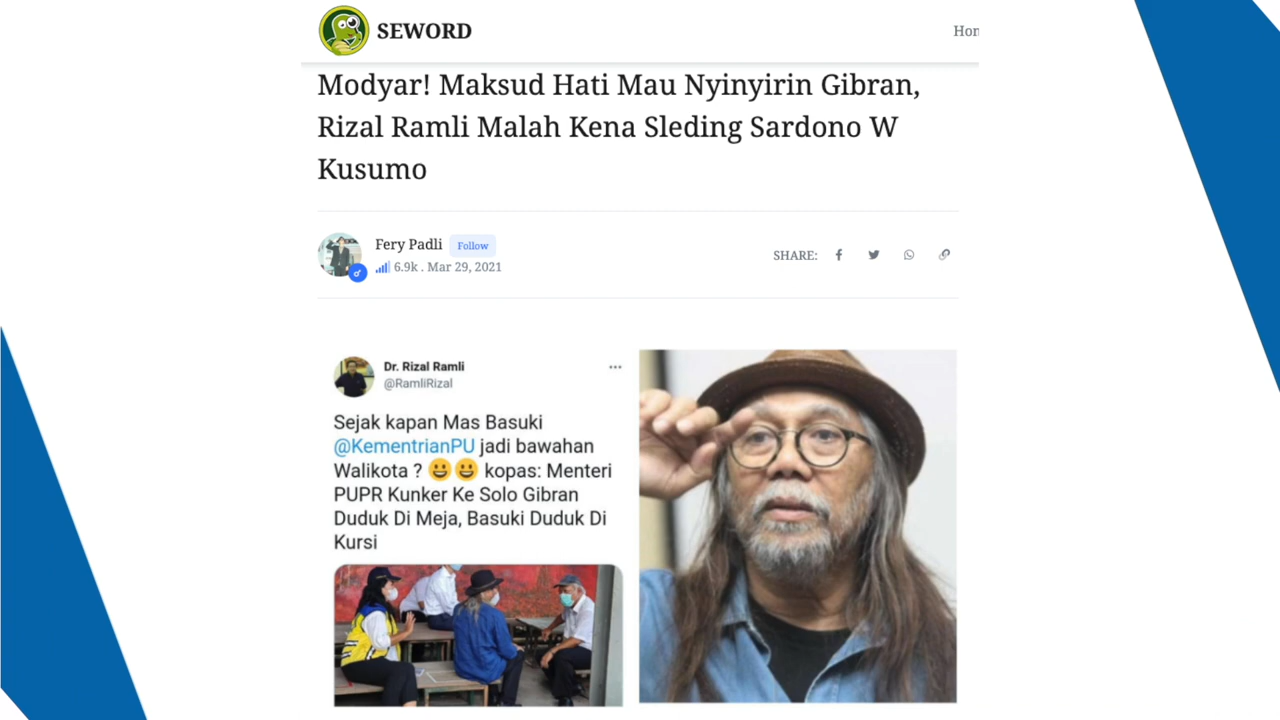 SEWORD
Modyar! Maksud Hati Mau Nyinyirin Gibran,
Rizal Ramli Malah Kena Sleding Sardono W
Kusumo
Fery Padli Follow
6.9k . Mar 29, 2021
SHARE:
Dr. Rizal Ramli
@RamliRizal
Sejak kapan Mas Basuki
@KementrianPU jadi bawahan
Walikota ? 😀😀 kopas: Menteri
PUPR Kunker Ke Solo Gibran
Duduk Di Meja, Basuki Duduk Di
Kursi